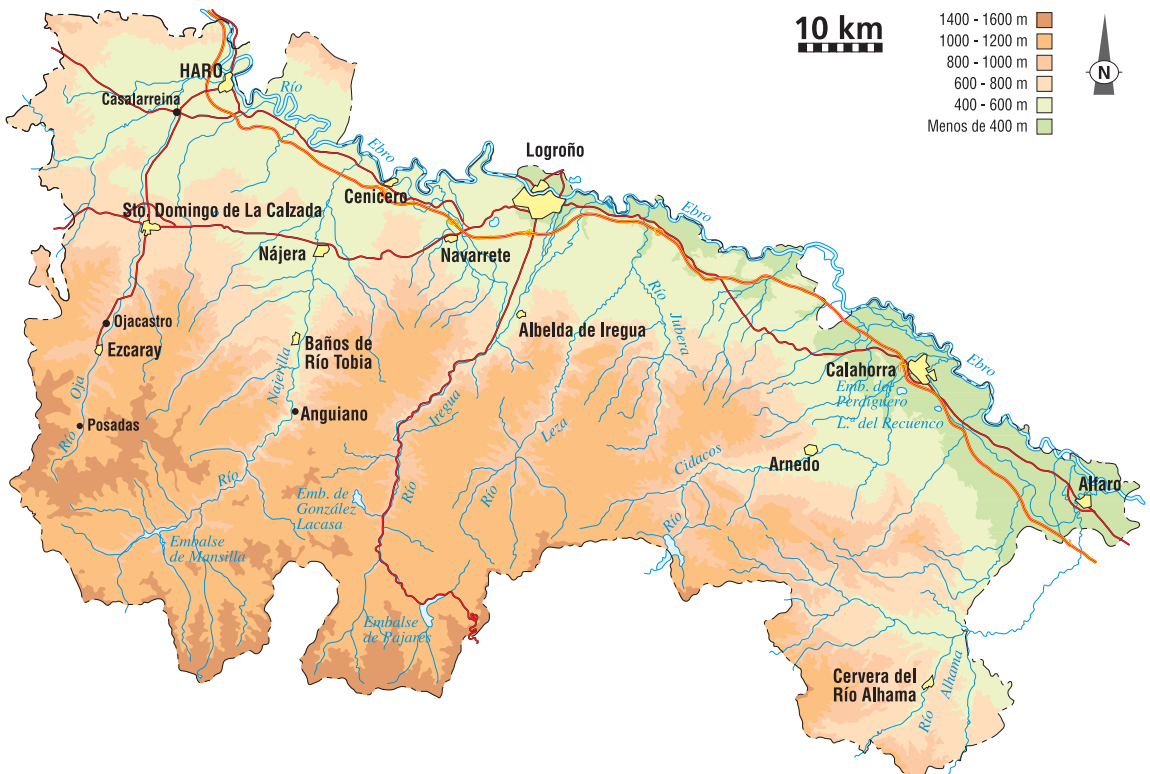 10 km
1400 - 1600 m
1000 - 1200 m
800 - 1000 m
600 - 800 m
400 - 600 m
Menos de 400 m
N
HARO
Casalarreina
Río
Ebro
Logroño
Cenicero
Sto. Domingo de La Calzada
Ebro
Nájera
Navarrete
Río
Jubera
Ojacastro
Albelda de Iregua
Ezcaray
Baños de
Río Tobia
Ebro
Calahorra
Emb. del
Perdiguero
L.ª del Recuenco
Oja
Río
Najerilla
Río
Anguiano
Iregua
Río
Leza
Río
Posadas
Cidacos
Río
Arnedo
Alfaro
Emb. de
González
Lacasa
Embalse
de Mansilla
Embalse
de Pajares
Cervera del
Río Alhama
Alhama
Río